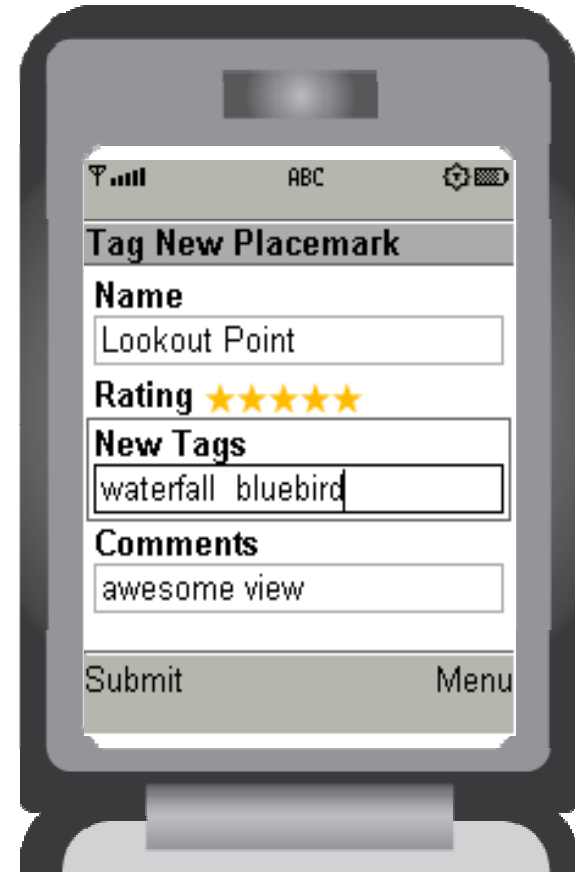 ABC
Tag New Placemark
Name
Lookout Point
Rating
New Tags
waterfall bluebird
Comments
awesome view
Submit Menu